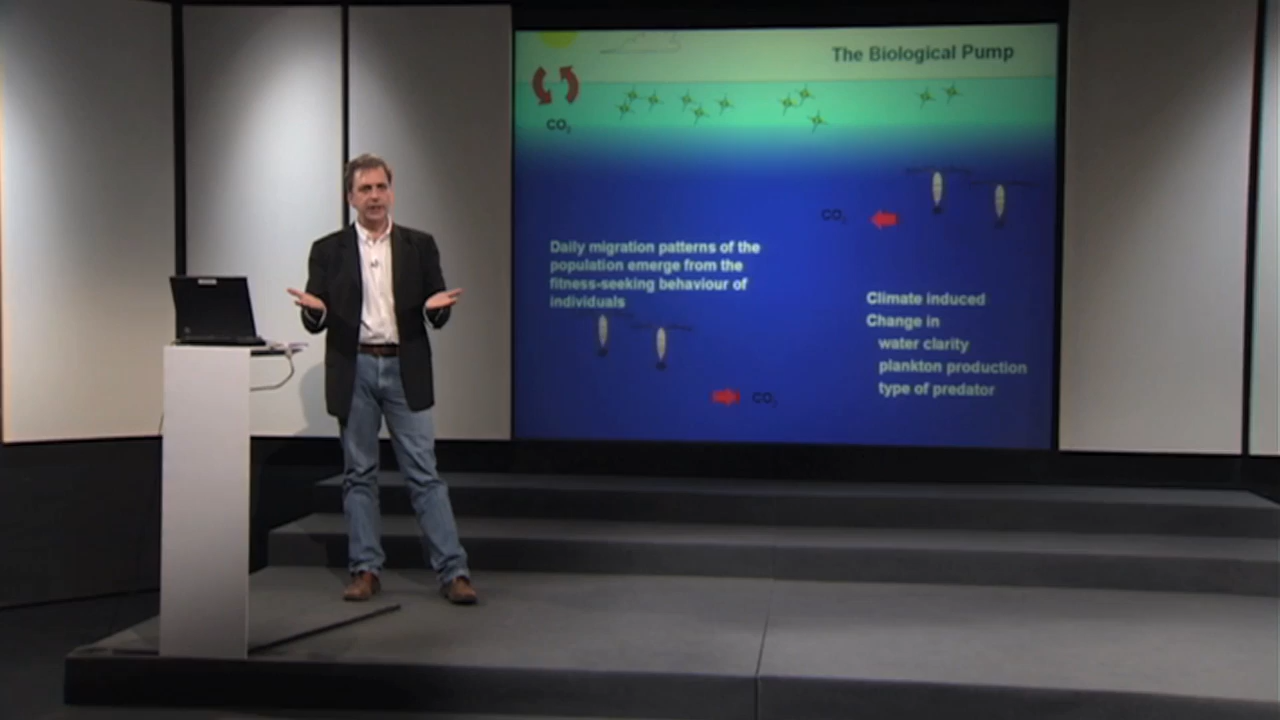 The Biological Pump
CO2
CO2
Daily migration patterns of the
population emerge from the
fitness-seeking behaviour of
individuals
Climate induced
Change in
water clarity
plankton production
type of predator
CO2